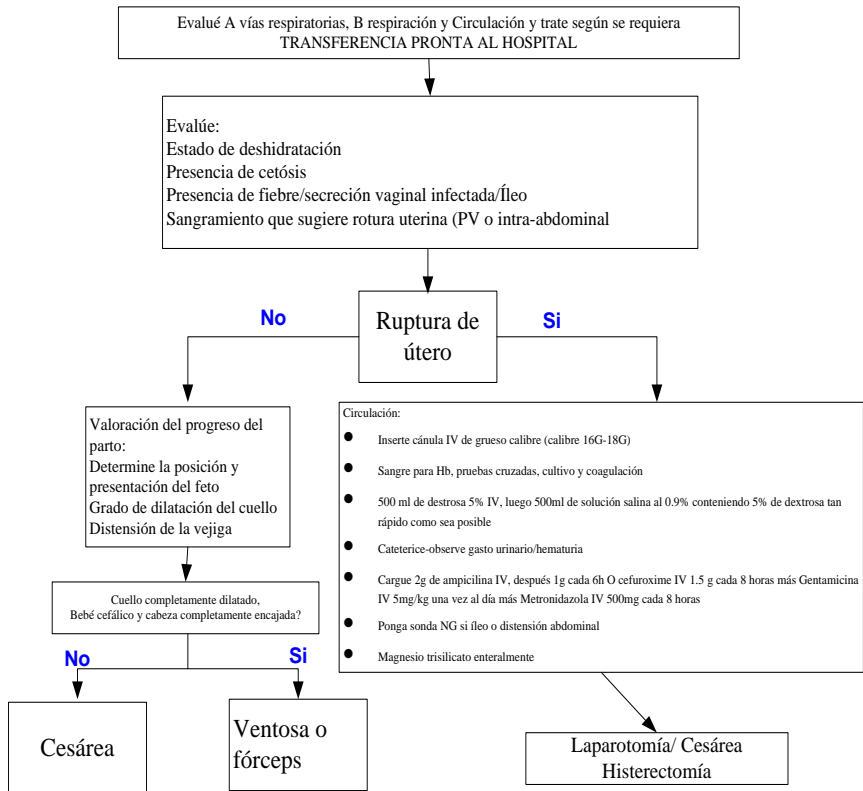 Evalué A vías respiratorias, B respiración y Circulación y trate según se requiera
TRANSFERENCIA PRONTA AL HOSPITAL
Evalúe:
Estado de deshidratación
Presencia de cetósis
Presencia de fiebre/secreción vaginal infectada/Íleo
Sangramiento que sugiere rotura uterina (PV o intra-abdominal
No
Ruptura de
útero
Si
Valoración del progreso del
parto:
Determine la posición y
presentación del feto
Grado de dilatación del cuello
Distensión de la vejiga
Cuello completamente dilatado,
Bebé cefálico y cabeza completamente encajada?
No
Si
Cesárea
Ventosa o
fórceps
Circulación:
● Inserte cánula IV de grueso calibre (calibre 16G-18G)
● Sangre para Hb, pruebas cruzadas, cultivo y coagulación
● 500 ml de destrosa 5% IV, luego 500ml de solución salina al 0.9% conteniendo 5% de dextrosa tan
rápido como sea posible
● Cateterice-observe gasto urinario/hematuria
● Cargue 2g de ampicilina IV, después 1g cada 6h O cefuroxime IV 1.5 g cada 8 horas más Gentamicina
IV 5mg/kg una vez al día más Metronidazola IV 500mg cada 8 horas
● Ponga sonda NG si íleo o distensión abdominal
● Magnesio trisilicato enteralmente
Laparotomía/ Cesárea
Histerectomía